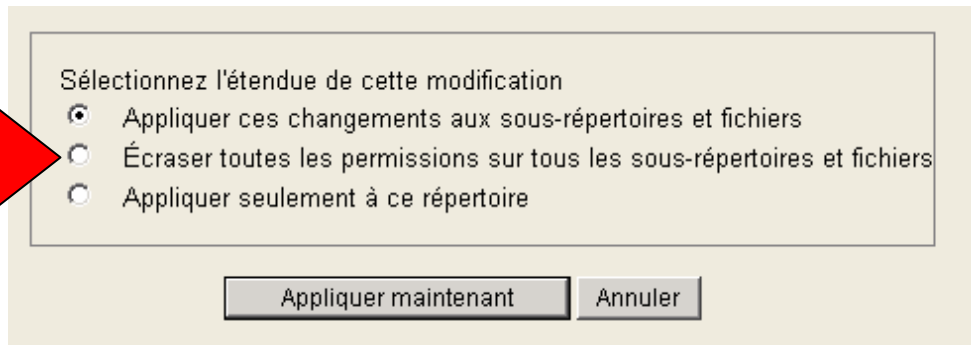 Sélectionnez l'étendue de cette modification
Appliquer ces changements aux sous-répertoires et fichiers
Écraser toutes les permissions sur tous les sous-répertoires et fichiers
Appliquer seulement à ce répertoire
Appliquer maintenant Annuler